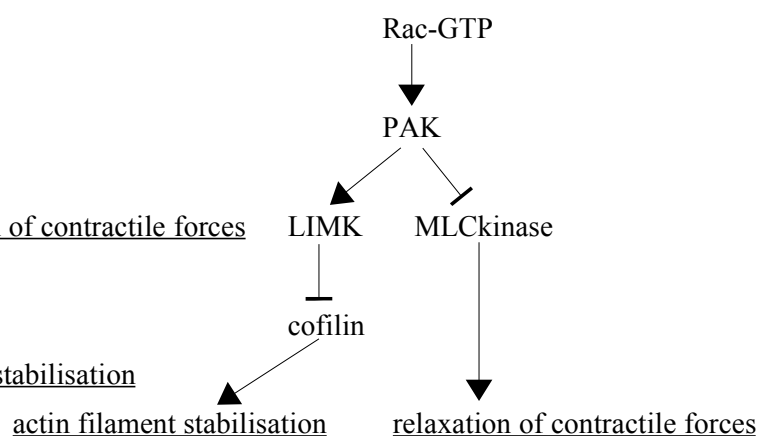 Rac-GTP
PAK
of contractile forces LIMK MLCkinase
cofilin
stabilisation
actin filament stabilisation relaxation of contractile forces